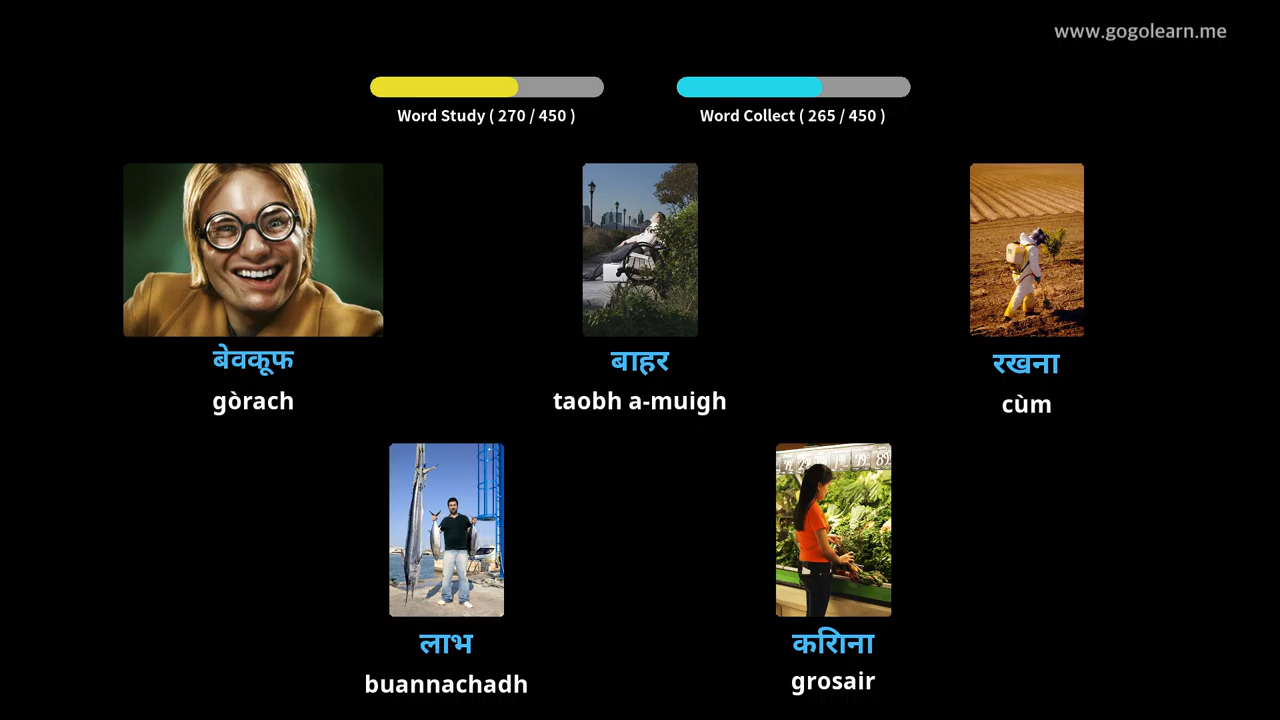 www.gogolearn.me
Word Study ( 270 / 450 )
Word Collect ( 265 / 450 )
बेवकूफ
gòrach
बाहर
taobh a-muigh
रखना
cùm
लाभ
buannachadh
करिाना
grosair